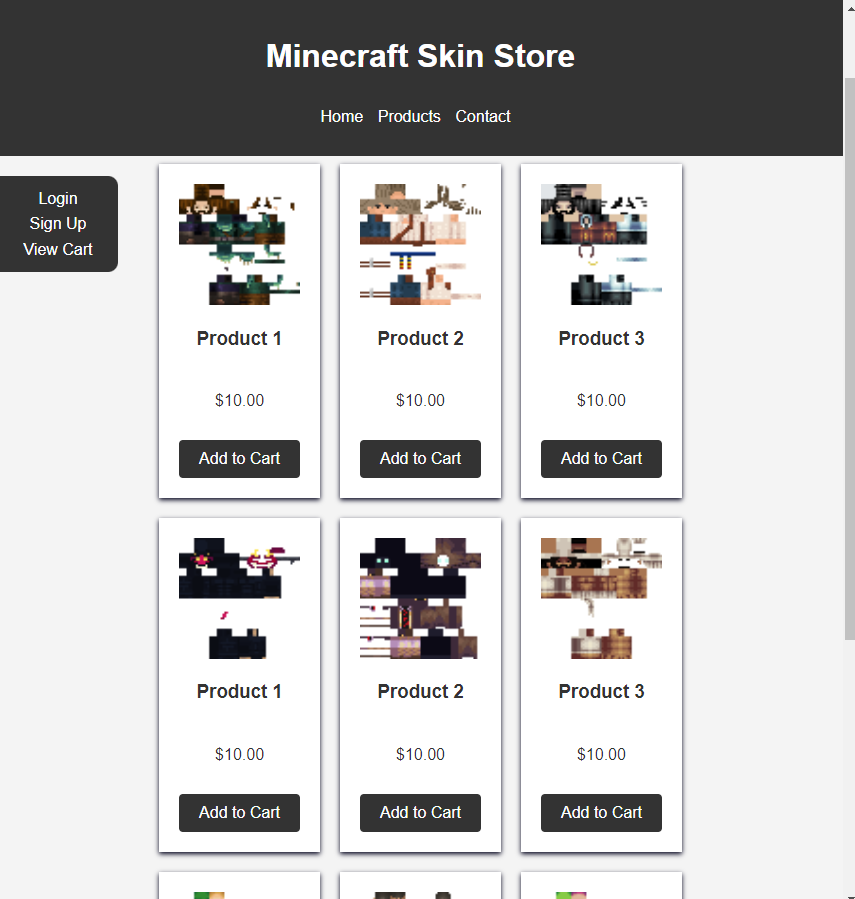 Minecraft Skin Store
Home Products Contact
Login
Sign Up
View Cart
Product 1 Product 2 Product 3
$10.00 $10.00 $10.00
Add to Cart Add to Cart Add to Cart
Product 1 Product 2 Product 3
$10.00 $10.00 $10.00
Add to Cart Add to Cart Add to Cart